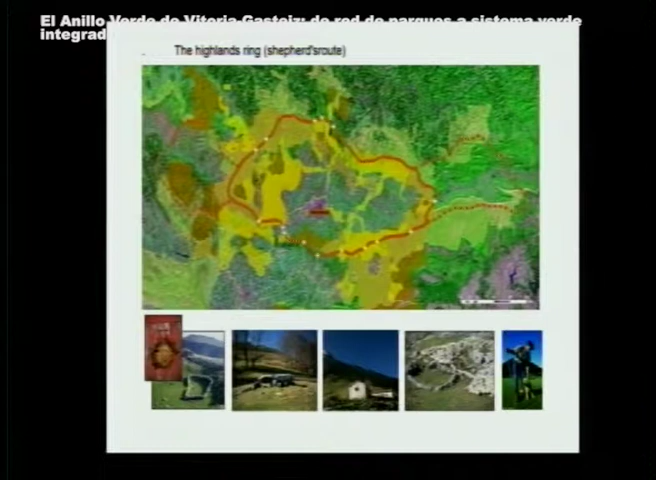 El Anillo Verde de Vitoria-Gasteiz: de red de parques a sistema verde
integrad
The highlands ring (shepherd'sroute)